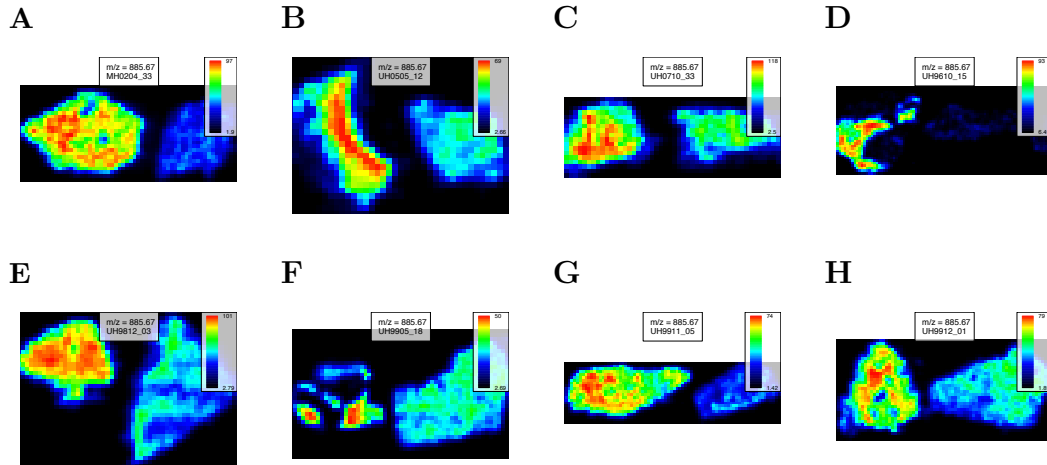 A
B
C
D
m/z = 885.67
MH0204_33
97
1.9
m/z = 885.67
UH0505_12
69
2.66
m/z = 885.67
UH0710_33
118
2.5
m/z = 885.67
UH9610_15
93
6.4
E
F
G
H
m/z = 885.67
UH9812_03
101
2.79
m/z = 885.67
UH9905_18
50
2.69
m/z = 885.67
UH9911_05
74
1.42
m/z = 885.67
UH9912_01
79
1.8